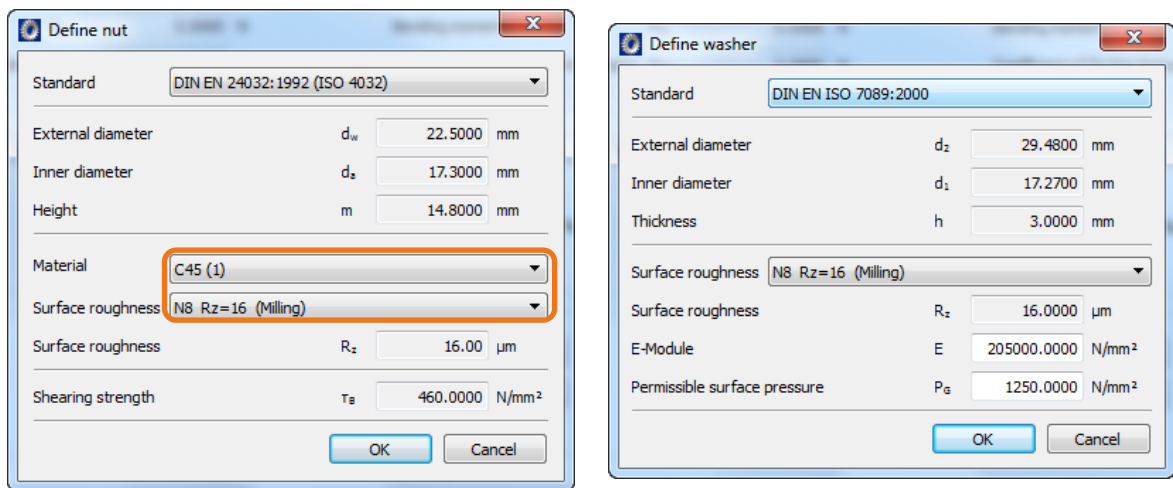 Define nut
Standard DIN EN 24032:1992 (ISO 4032)
External diameter dw 22.5000 mm
Inner diameter da 17.3000 mm
Height m 14.8000 mm
Material C45 (1)
Surface roughness N8 Rz=16 (Milling)
Surface roughness Rz 16.00 μm
Shearing strength τB 460.0000 N/mm²
OK Cancel
Define washer
Standard DIN EN ISO 7089:2000
External diameter d₂ 29.4800 mm
Inner diameter d₁ 17.2700 mm
Thickness h 3.0000 mm
Surface roughness N8 Rz=16 (Milling)
Surface roughness Rz 16.0000 μm
E-Module E 205000.0000 N/mm²
Permissible surface pressure PG 1250.0000 N/mm²
OK Cancel